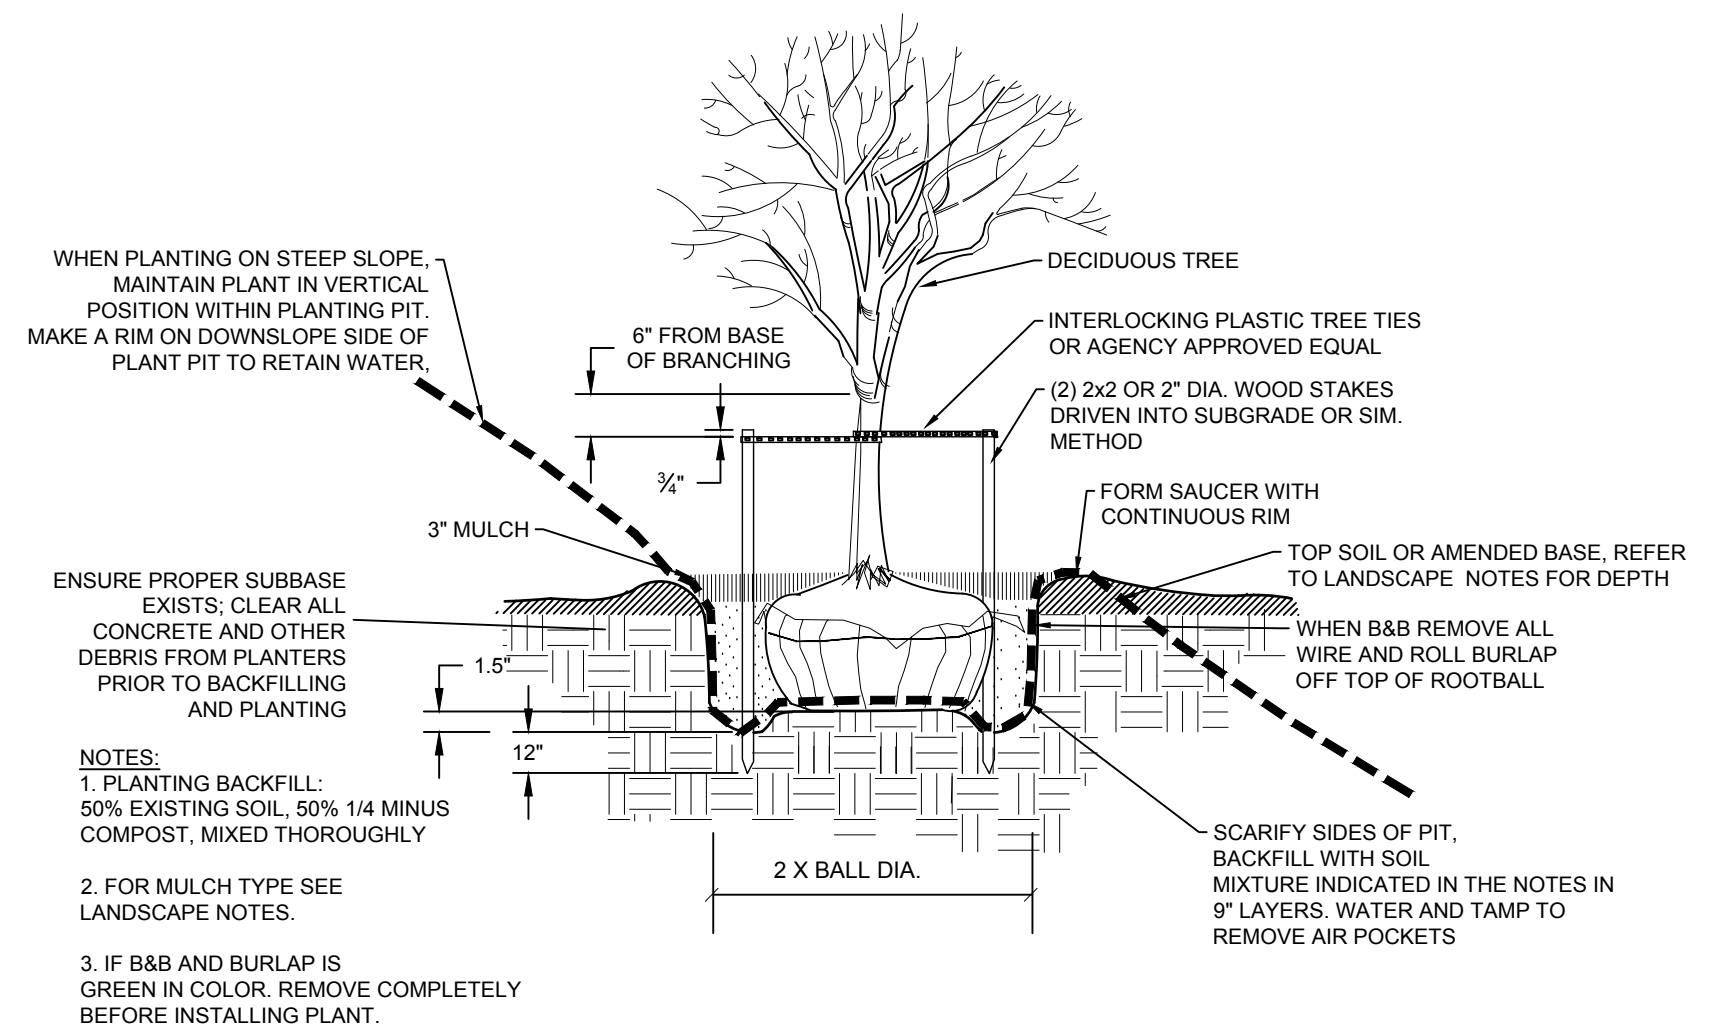 WHEN PLANTING ON STEEP SLOPE,
MAINTAIN PLANT IN VERTICAL
POSITION WITHIN PLANTING PIT.
MAKE A RIM ON DOWNSLOPE SIDE OF
PLANT PIT TO RETAIN WATER,
6" FROM BASE
OF BRANCHING
3/4"
3" MULCH
ENSURE PROPER SUBBASE
EXISTS; CLEAR ALL
CONCRETE AND OTHER
DEBRIS FROM PLANTERS
PRIOR TO BACKFILLING
AND PLANTING
1.5"
12"
DECIDUOUS TREE
INTERLOCKING PLASTIC TREE TIES
OR AGENCY APPROVED EQUAL
(2) 2x2 OR 2" DIA. WOOD STAKES
DRIVEN INTO SUBGRADE OR SIM.
METHOD
FORM SAUCER WITH
CONTINUOUS RIM
TOP SOIL OR AMENDED BASE, REFER
TO LANDSCAPE NOTES FOR DEPTH
WHEN B&B REMOVE ALL
WIRE AND ROLL BURLAP
OFF TOP OF ROOTBALL
SCARIFY SIDES OF PIT,
BACKFILL WITH SOIL
MIXTURE INDICATED IN THE NOTES IN
9" LAYERS. WATER AND TAMP TO
REMOVE AIR POCKETS
2 X BALL DIA.
NOTES:
1. PLANTING BACKFILL:
50% EXISTING SOIL, 50% 1/4 MINUS
COMPOST, MIXED THOROUGHLY
2. FOR MULCH TYPE SEE
LANDSCAPE NOTES.
3. IF B&B AND BURLAP IS
GREEN IN COLOR. REMOVE COMPLETELY
BEFORE INSTALLING PLANT.